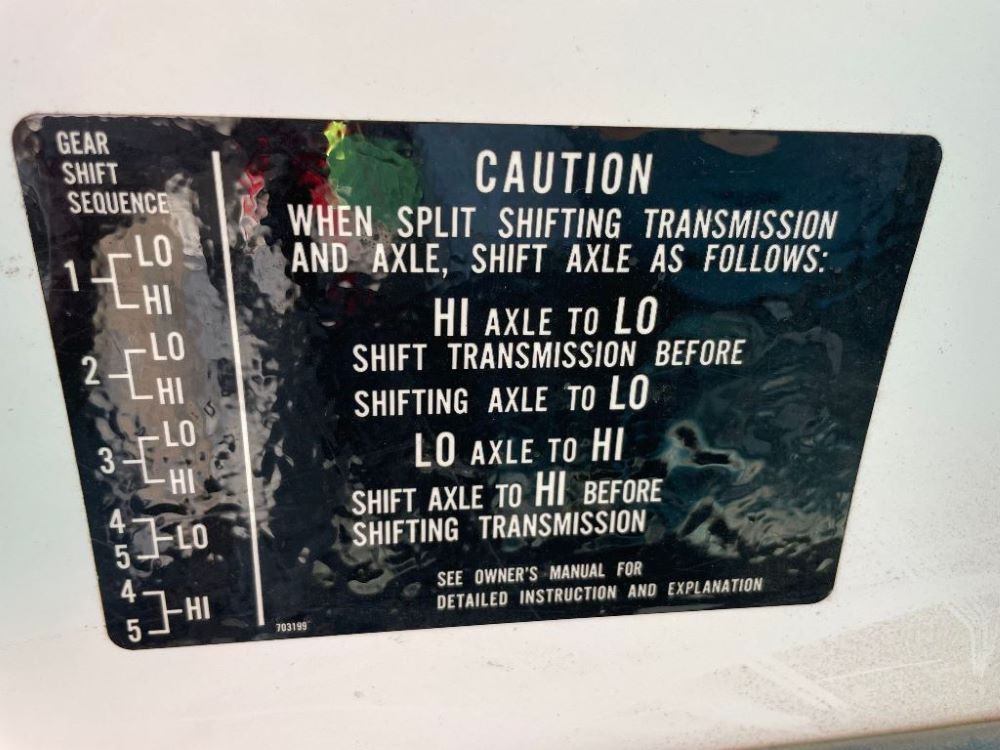 GEAR
SHIFT
SEQUENCE
1 LO
HI
2 LO
HI
3 LO
HI
4
5 LO
4
5 HI
CAUTION
WHEN SPLIT SHIFTING TRANSMISSION
AND AXLE, SHIFT AXLE AS FOLLOWS:
HI AXLE TO LO
SHIFT TRANSMISSION BEFORE
SHIFTING AXLE TO LO
LO AXLE TO HI
SHIFT AXLE TO HI BEFORE
SHIFTING TRANSMISSION
SEE OWNER'S MANUAL FOR
DETAILED INSTRUCTION AND EXPLANATION
703199